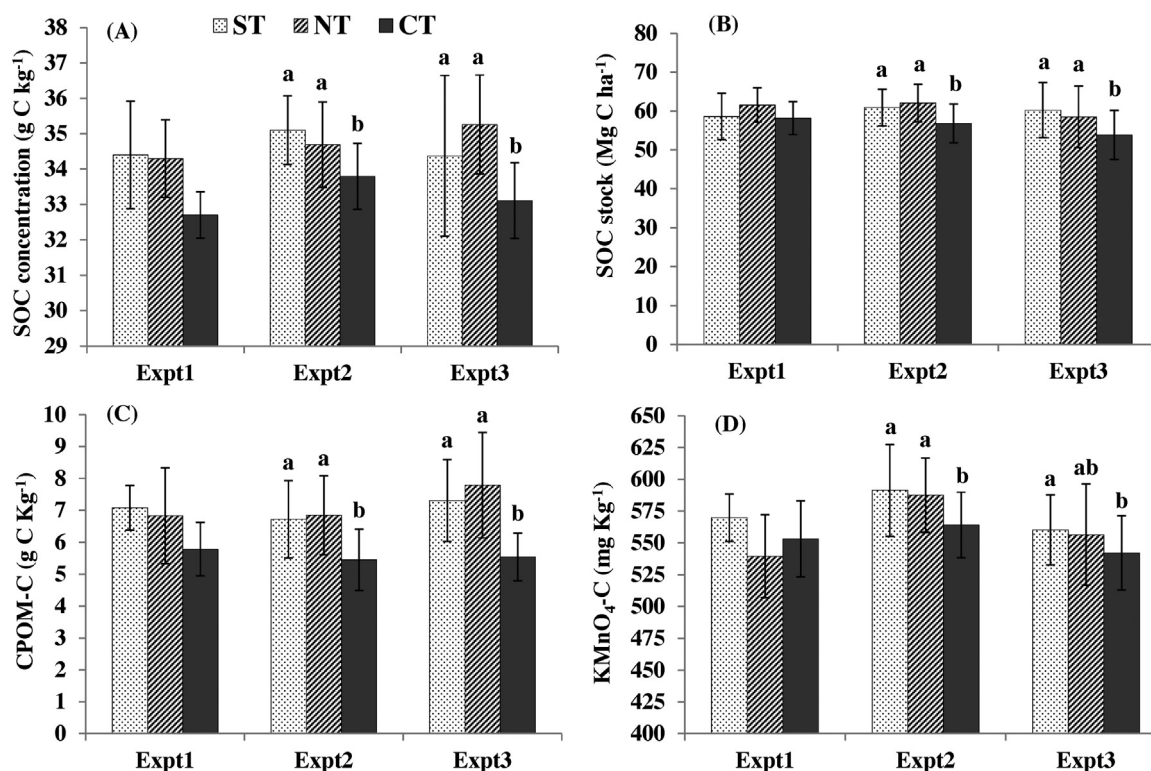 (A) ST NT CT
SOC concentration (g C kg⁻¹)
38
37
36
35
34
33
32
31
30
29
a a b a a b
Expt1 Expt2 Expt3
(B)
SOC stock (Mg C ha⁻¹)
80
70
60
50
40
30
20
10
0
a a b a a b
Expt1 Expt2 Expt3
(C)
CPOM-C (g C Kg⁻¹)
10
9
8
7
6
5
4
3
2
1
0
a a b a a b
Expt1 Expt2 Expt3
(D)
KMnO₄-C (mg Kg⁻¹)
650
625
600
575
550
525
500
475
450
425
400
a a b a ab b
Expt1 Expt2 Expt3